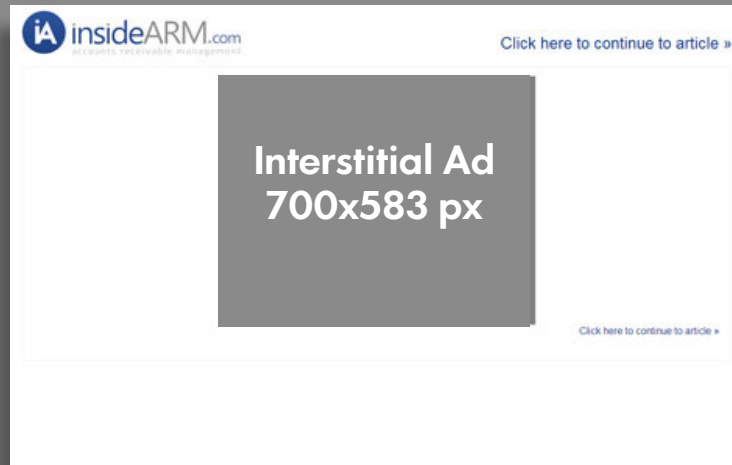 iA insideARM.com
accounts receivable management
Click here to continue to article »
Interstitial Ad
700x583 px
Click here to continue to article »